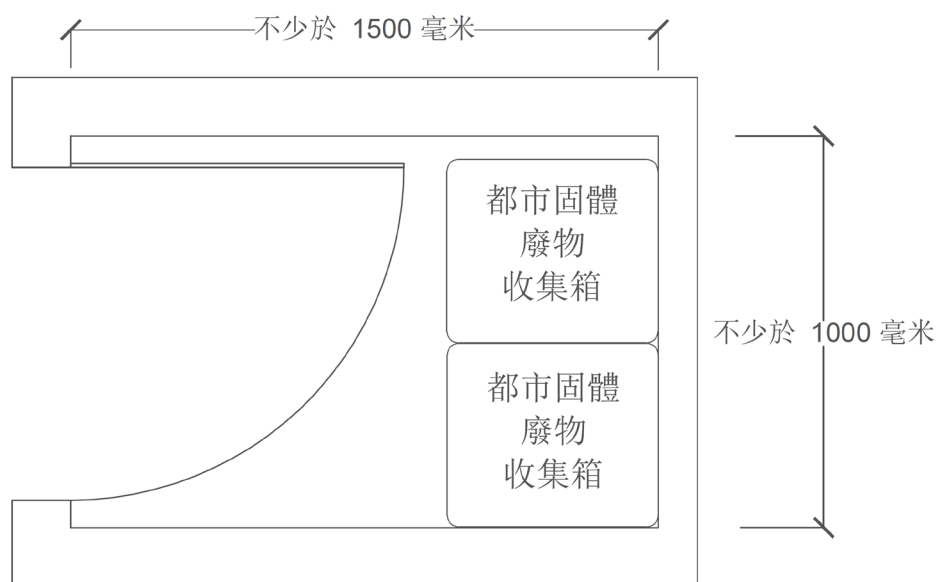 不少於 1500 毫米
都市固體
廢物
收集箱
不少於 1000 毫米
都市固體
廢物
收集箱